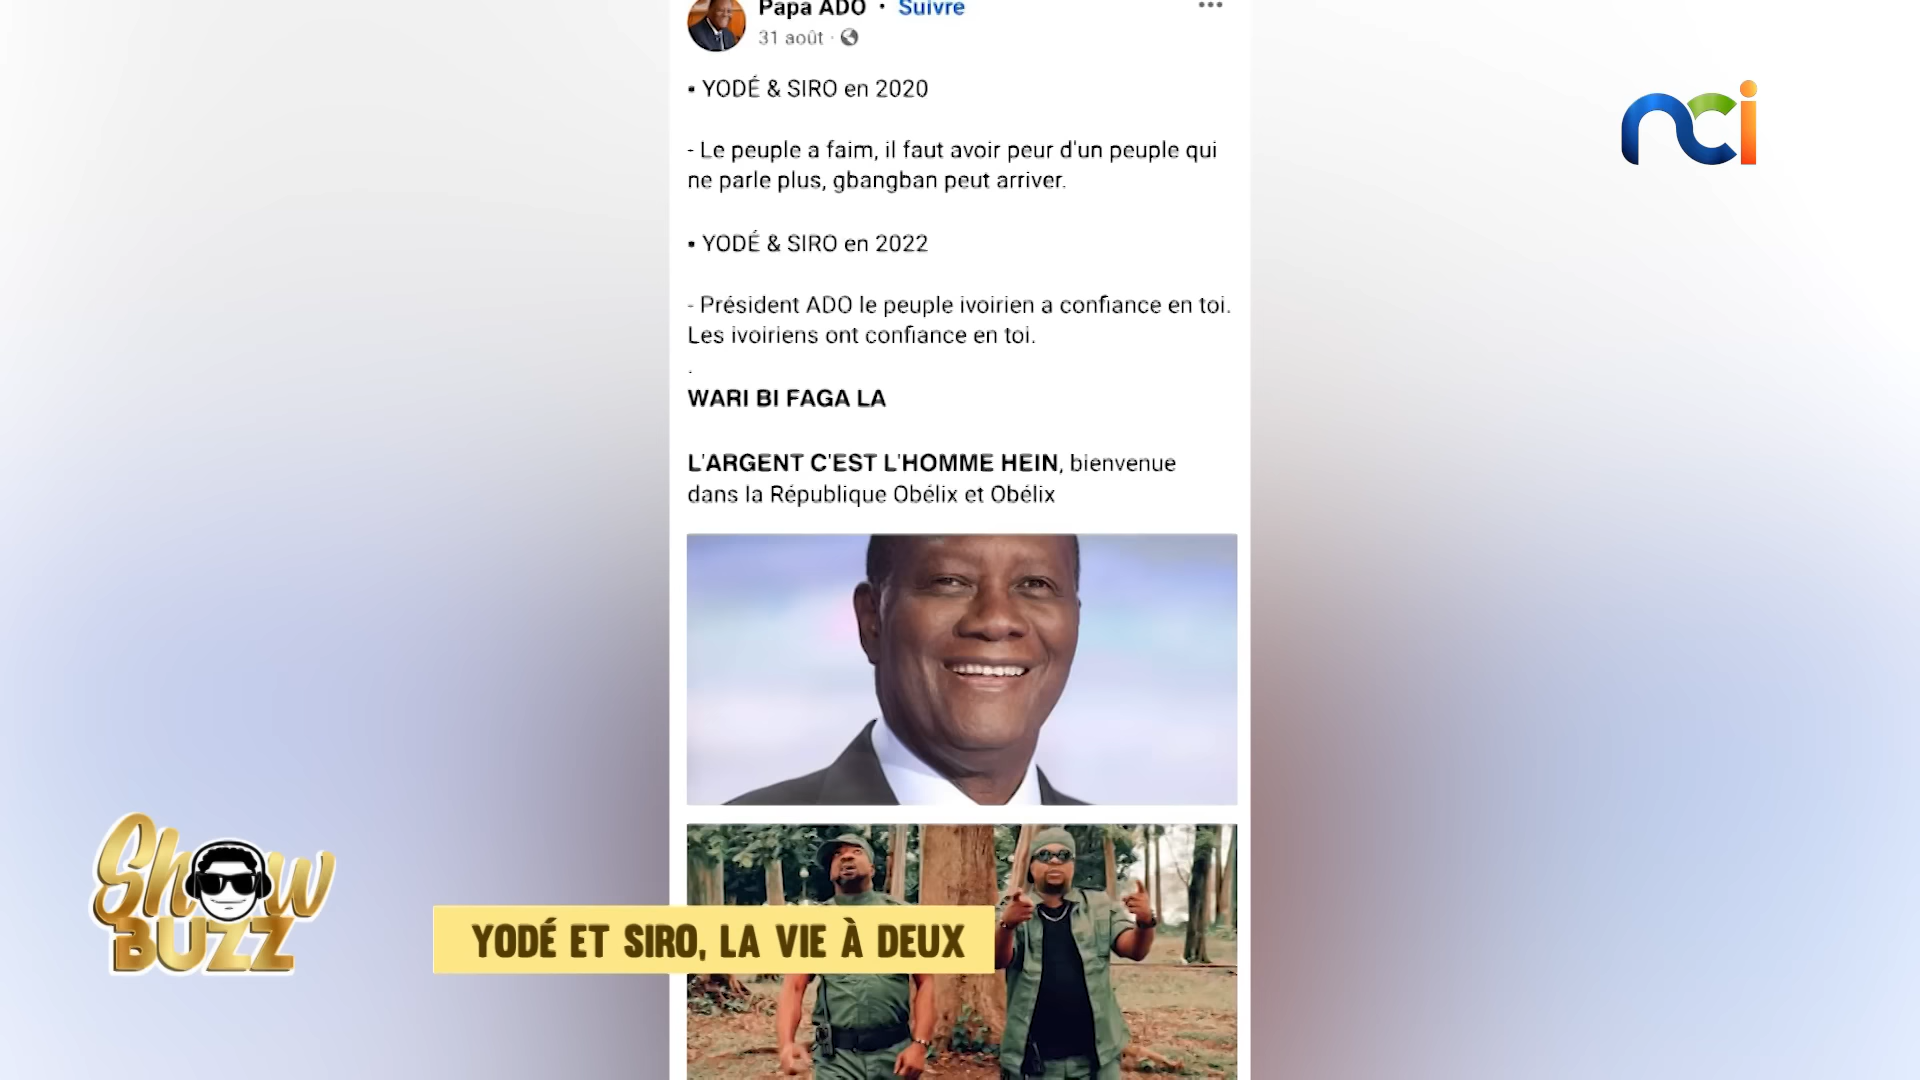 Papa ADO · Suivre
31 août ·
nci
▪ YODÉ & SIRO en 2020
- Le peuple a faim, il faut avoir peur d'un peuple qui
ne parle plus, gbangban peut arriver.
▪ YODÉ & SIRO en 2022
- Président ADO le peuple ivoirien a confiance en toi.
Les ivoiriens ont confiance en toi.
.
WARI BI FAGA LA
L'ARGENT C'EST L'HOMME HEIN, bienvenue
dans la République Obélix et Obélix
Show
BUZZ
YODÉ ET SIRO, LA VIE À DEUX